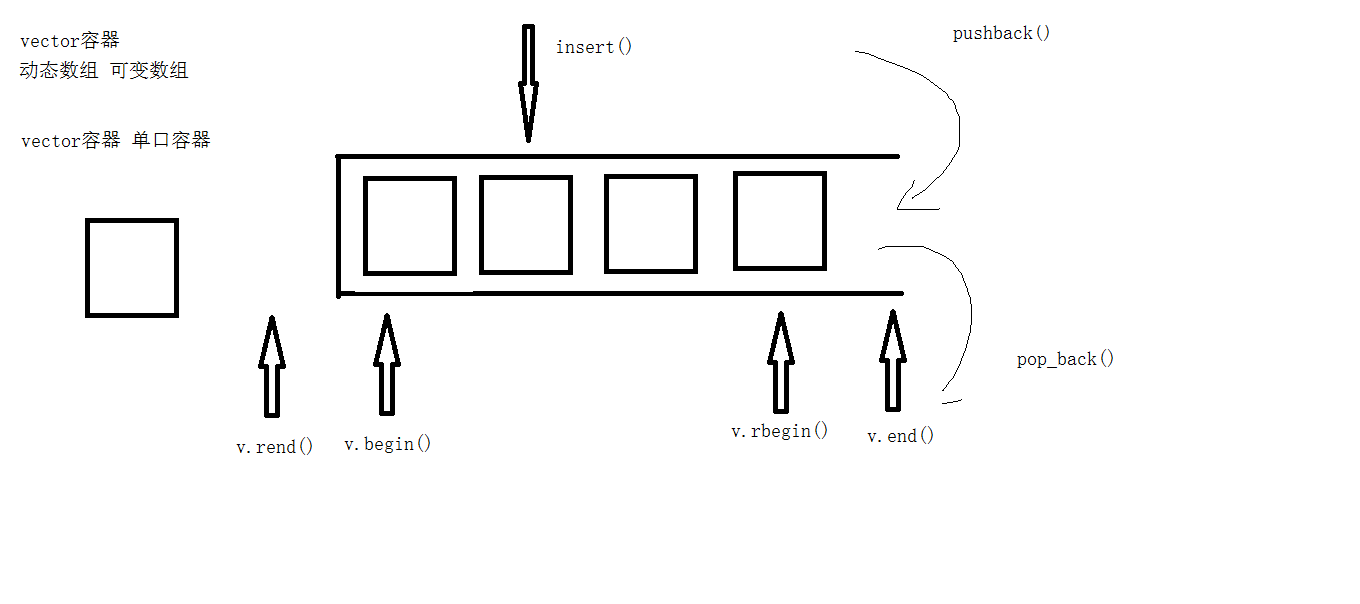 vector容器
动态数组 可变数组
insert()
pushback()
vector容器 单口容器
pop_back()
v.rend()
v.begin()
v.rbegin()
v.end()